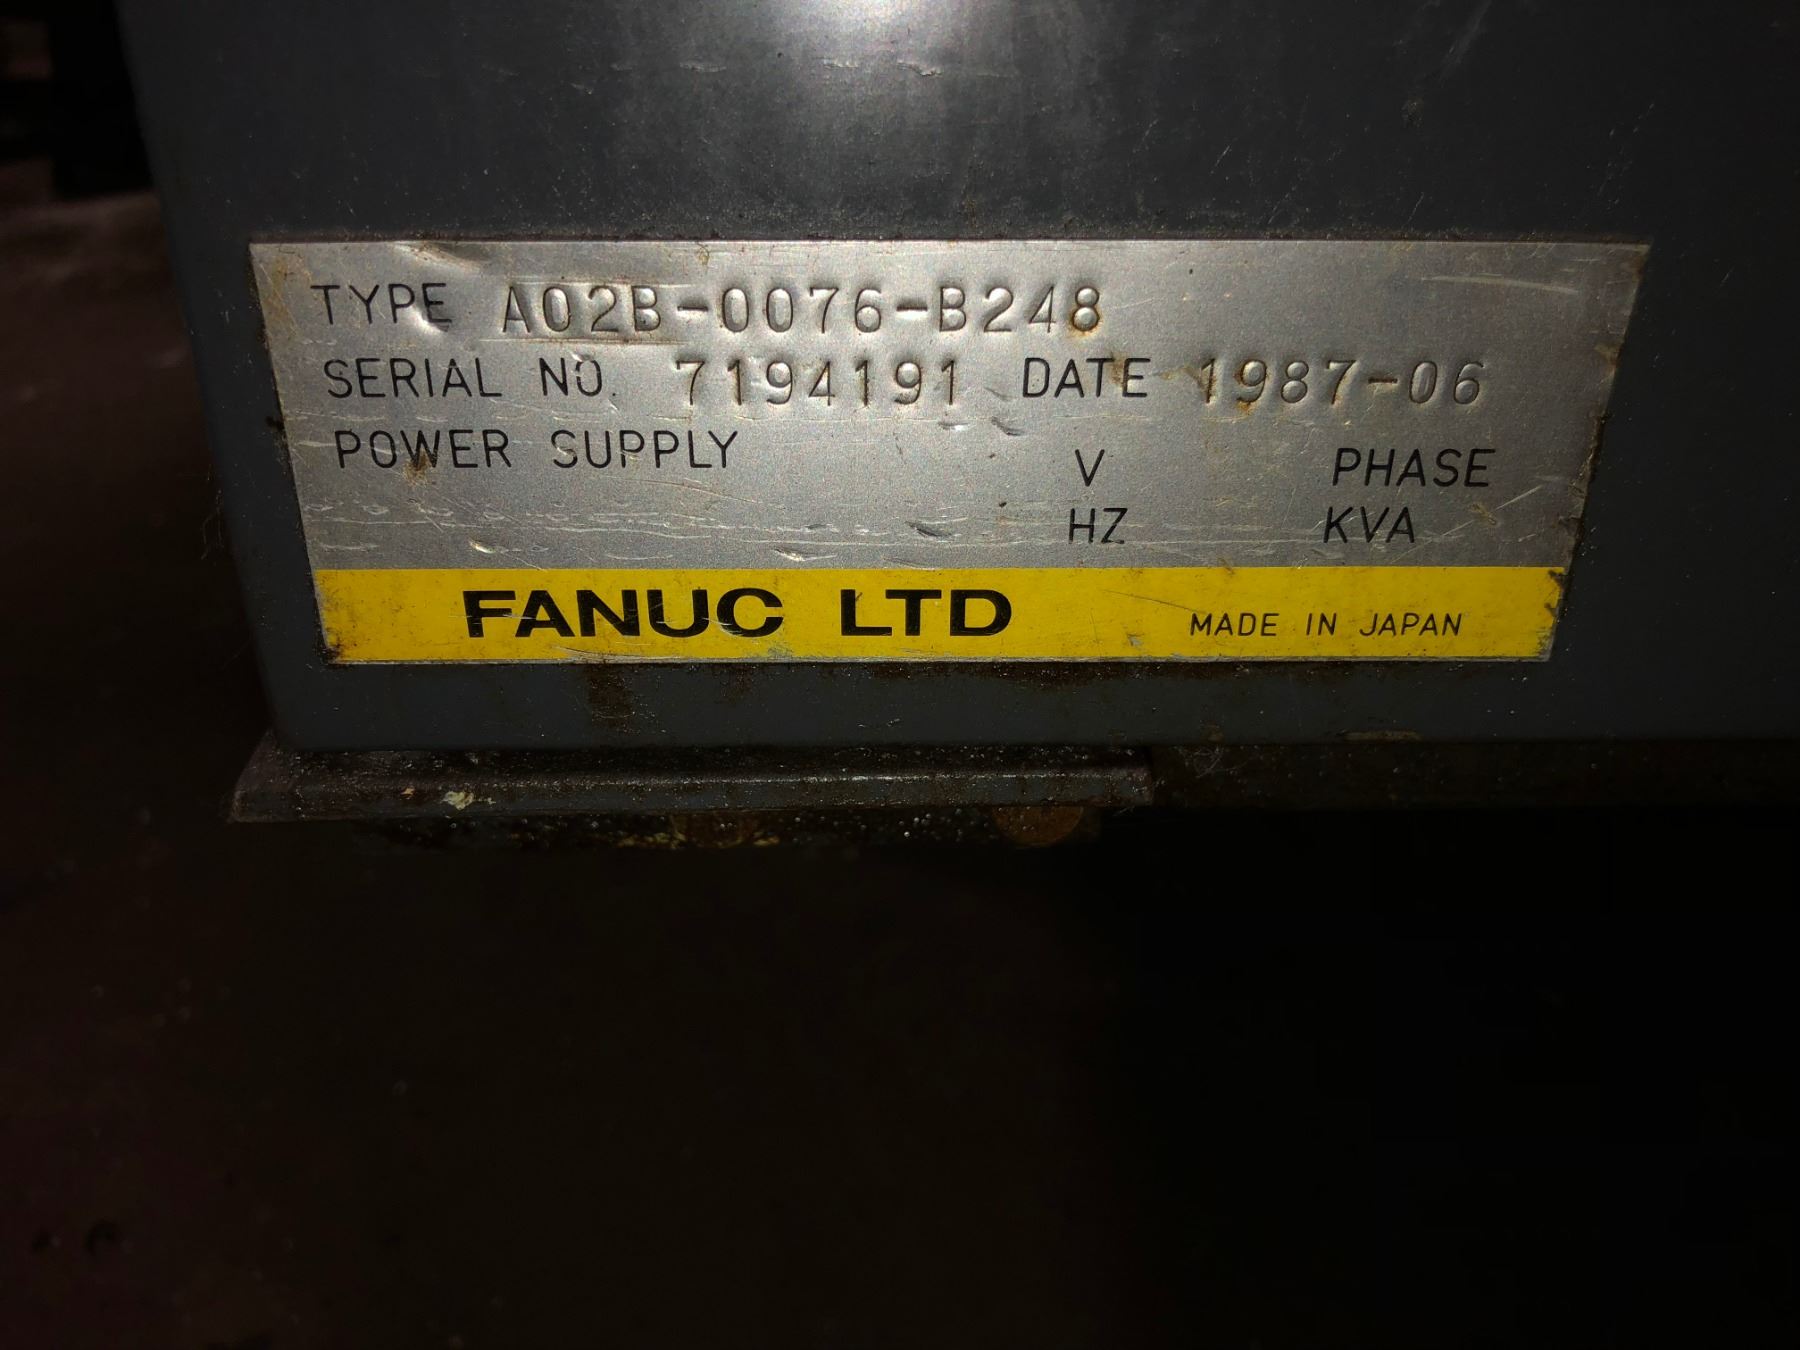 TYPE A02B-0076-B248
SERIAL NO. 7194191 DATE 1987-06
POWER SUPPLY V PHASE
HZ KVA
FANUC LTD MADE IN JAPAN